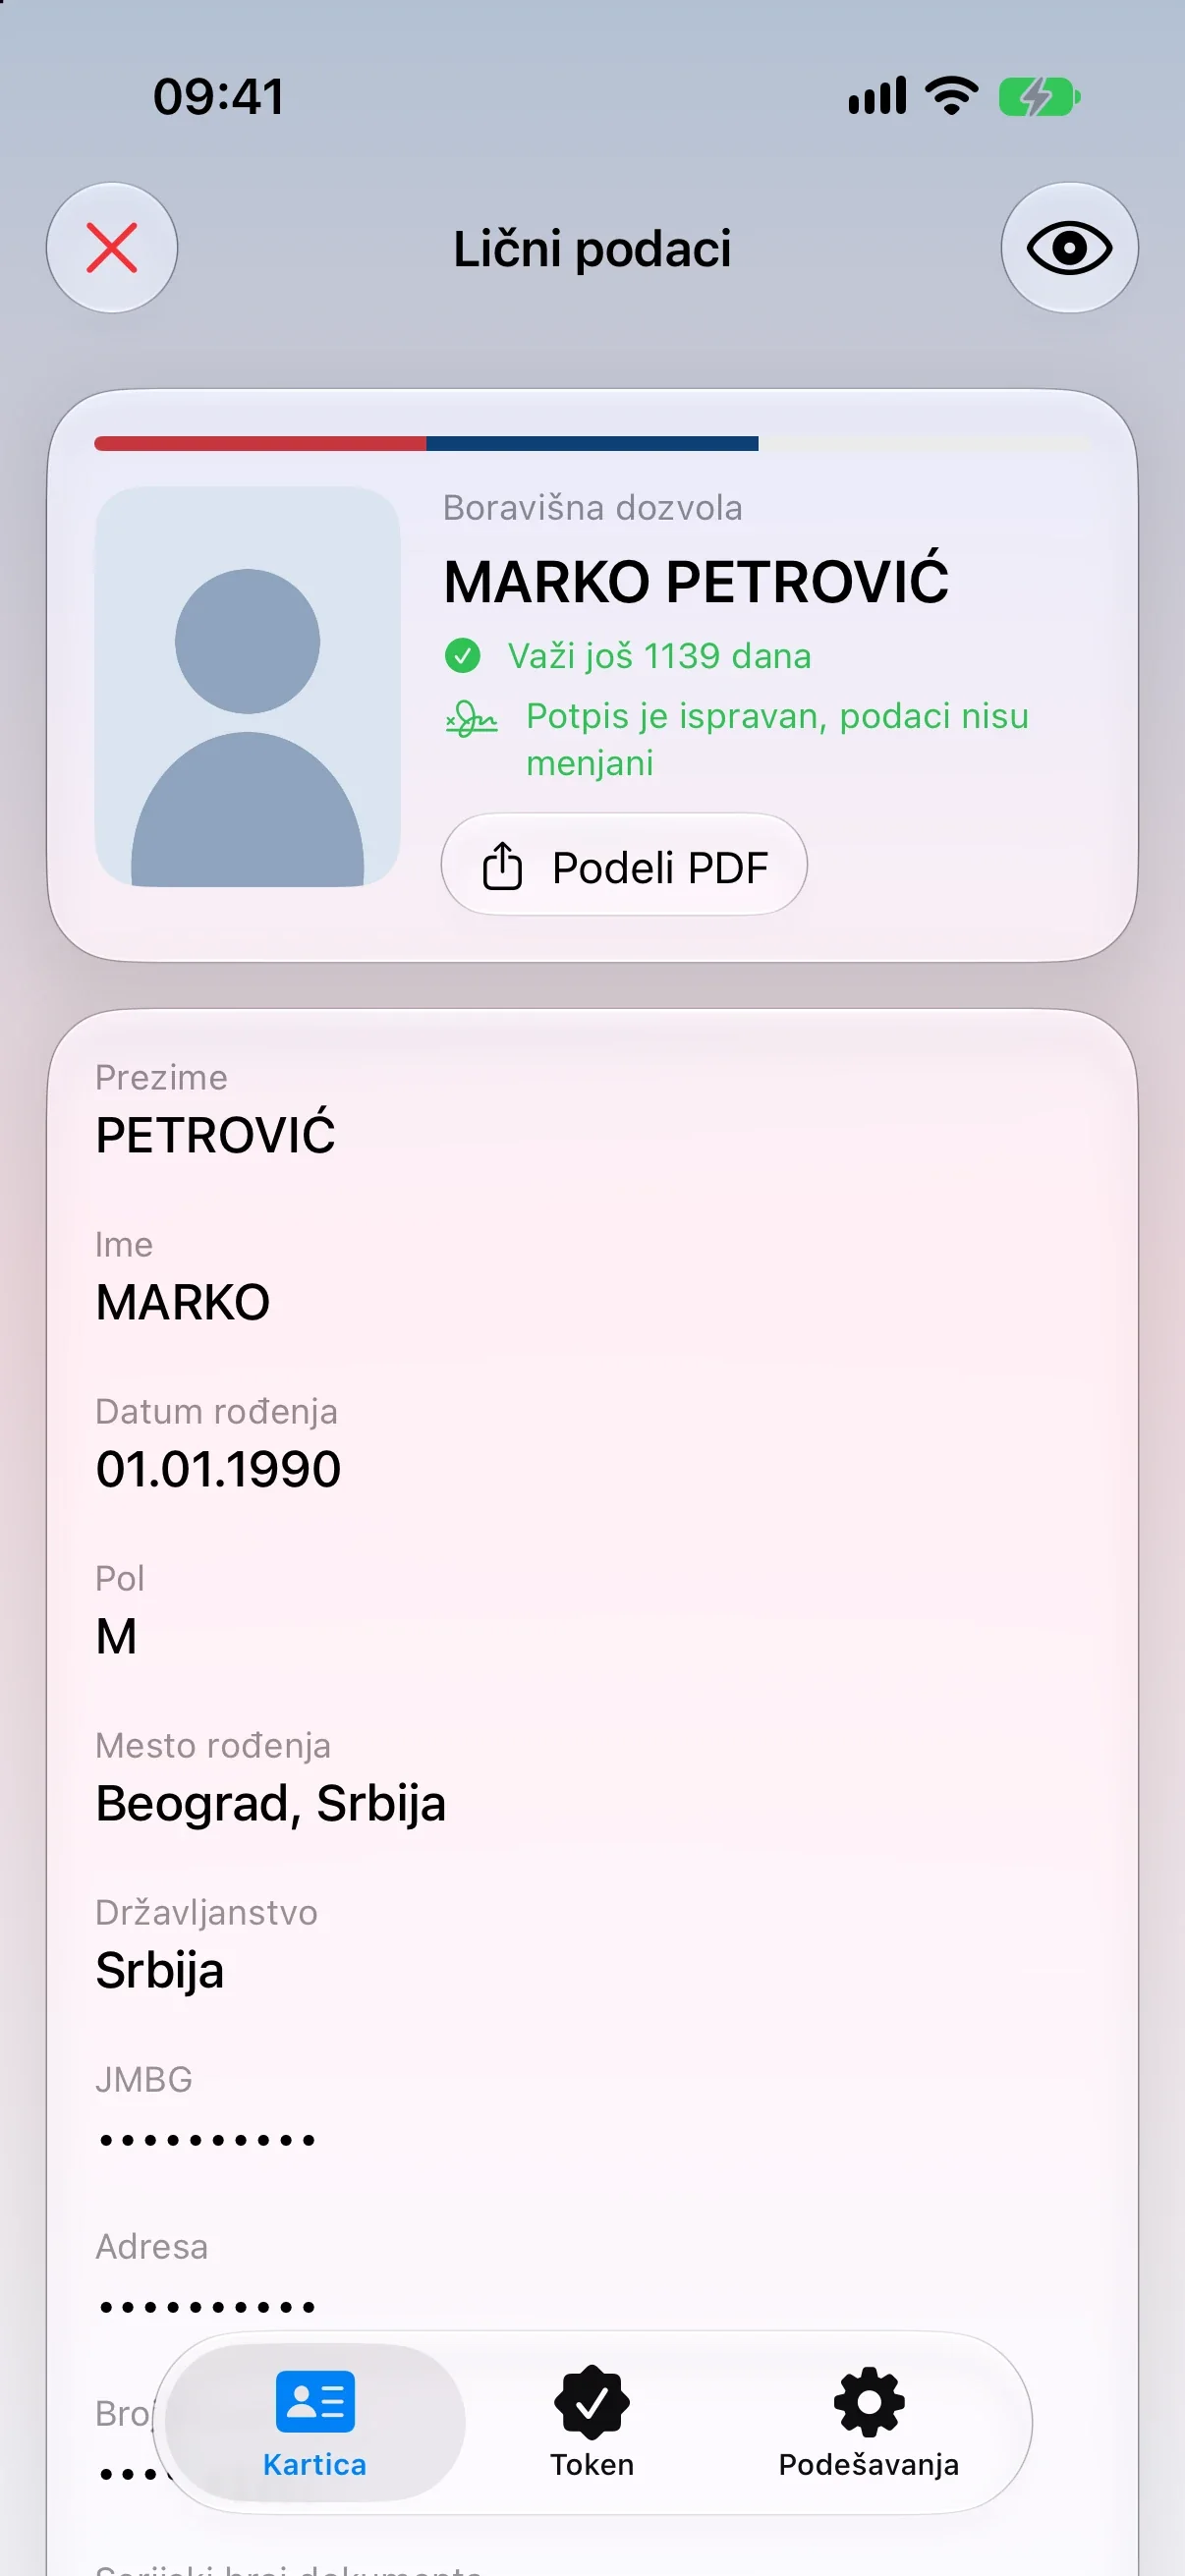 09:41
Lični podaci
Boravišna dozvola
MARKO PETROVIĆ
Važi još 1139 dana
Potpis je ispravan, podaci nisu
menjani
Podeli PDF
Prezime
PETROVIĆ
Ime
MARKO
Datum rođenja
01.01.1990
Pol
M
Mesto rođenja
Beograd, Srbija
Državljanstvo
Srbija
JMBG
••••••••••
Adresa
••••••••••
Kartica
Token
Podešavanja